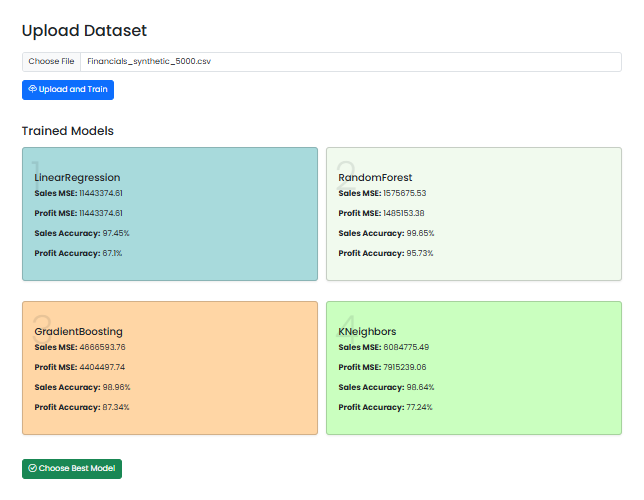 Upload Dataset
Choose File Financials_synthetic_5000.csv
Upload and Train
Trained Models
1
LinearRegression
Sales MSE: 11443374.61
Profit MSE: 11443374.61
Sales Accuracy: 97.45%
Profit Accuracy: 67.1%
2
RandomForest
Sales MSE: 1575675.53
Profit MSE: 1485153.38
Sales Accuracy: 99.65%
Profit Accuracy: 95.73%
3
GradientBoosting
Sales MSE: 4666593.76
Profit MSE: 4404497.74
Sales Accuracy: 98.96%
Profit Accuracy: 87.34%
4
KNeighbors
Sales MSE: 6084775.49
Profit MSE: 7915239.06
Sales Accuracy: 98.64%
Profit Accuracy: 77.24%
Choose Best Model